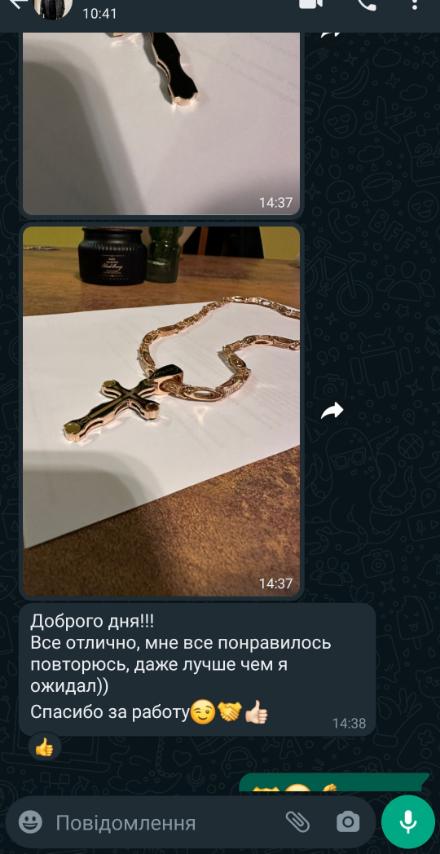 10:41
14:37
14:37
Доброго дня!!!
Все отлично, мне все понравилось
повторюсь, даже лучше чем я
ожидал))
Спасибо за работу😉🤝👍🏻
14:38
👍
Повідомлення